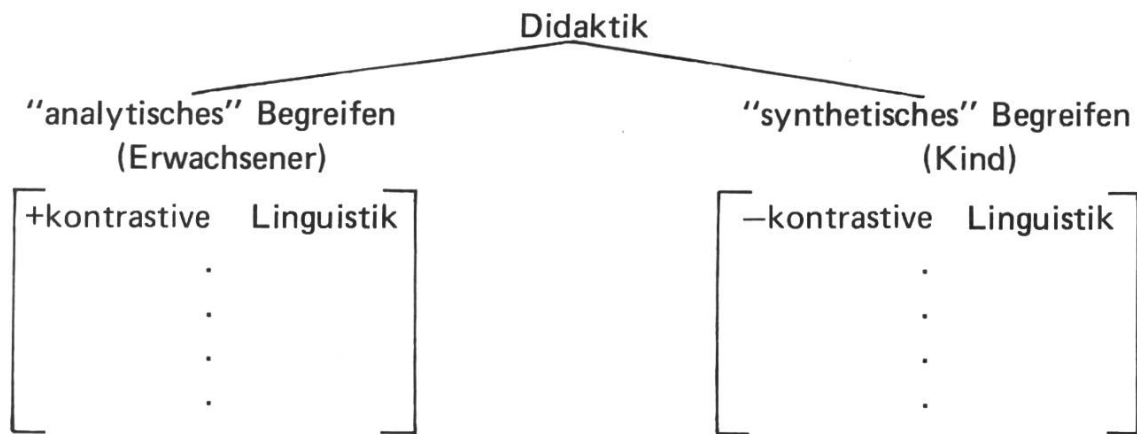 Didaktik
"analytisches" Begreifen
(Erwachsener)
+kontrastive Linguistik
.
.
.
.
"synthetisches" Begreifen
(Kind)
−kontrastive Linguistik
.
.
.
.